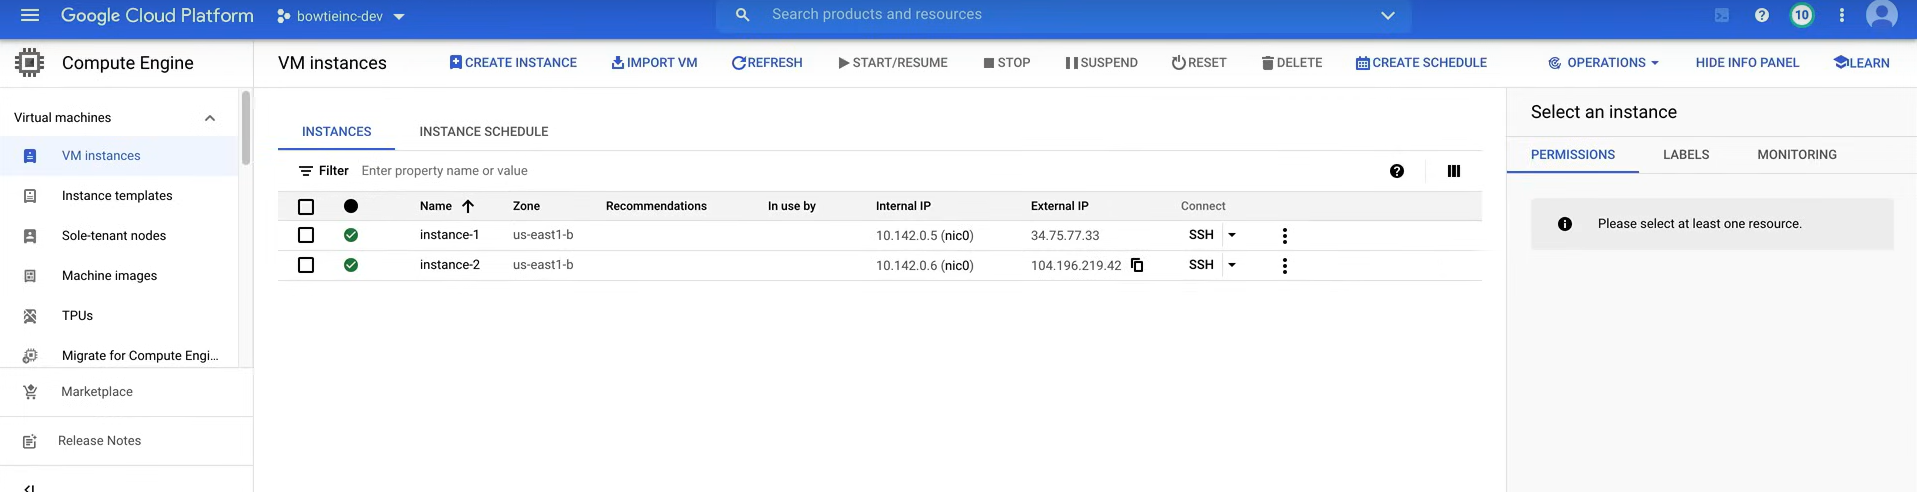 Google Cloud Platform
bowtieinc-dev
Search products and resources
10
Compute Engine
VM instances
CREATE INSTANCE
IMPORT VM
REFRESH
START/RESUME
STOP
SUSPEND
RESET
DELETE
CREATE SCHEDULE
OPERATIONS
HIDE INFO PANEL
LEARN
Virtual machines
VM instances
Instance templates
Sole-tenant nodes
Machine images
TPUs
Migrate for Compute Engi...
Marketplace
Release Notes
INSTANCES INSTANCE SCHEDULE
Filter Enter property name or value
Name Zone Recommendations In use by Internal IP External IP Connect
instance-1 us-east1-b 10.142.0.5 (nic0) 34.75.77.33 SSH
instance-2 us-east1-b 10.142.0.6 (nic0) 104.196.219.42 SSH
Select an instance
PERMISSIONS LABELS MONITORING
Please select at least one resource.